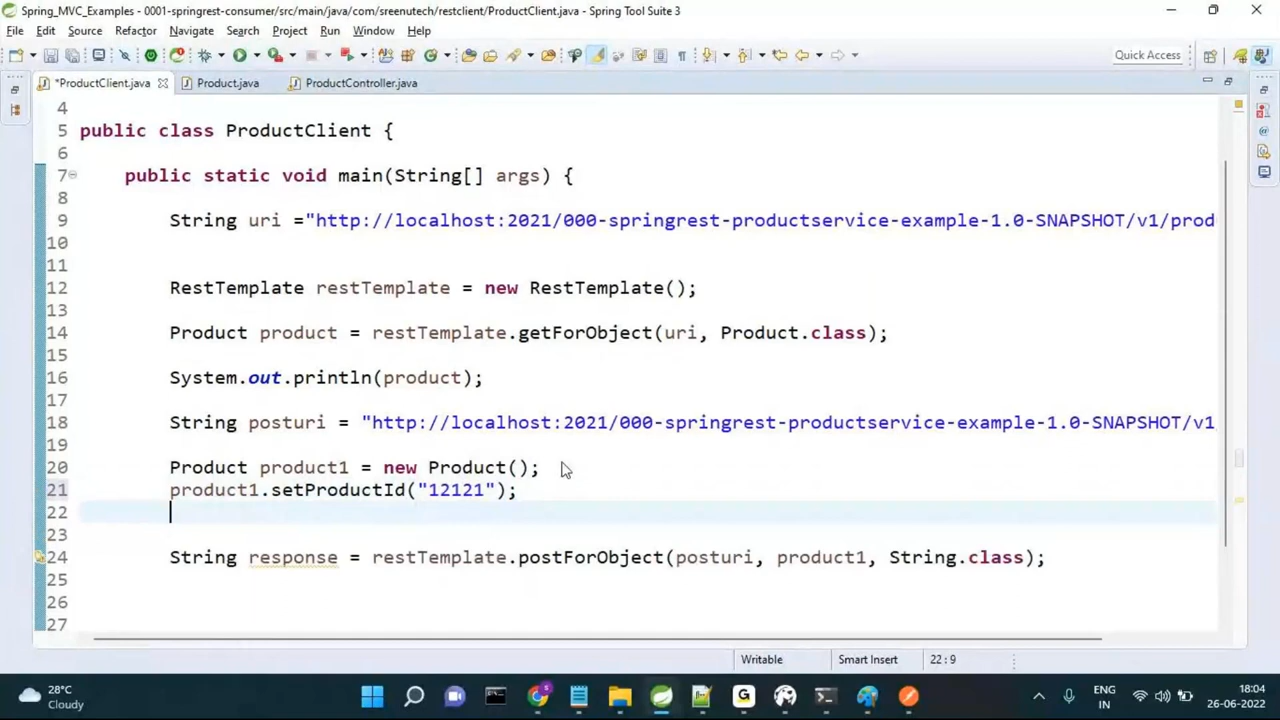 Spring_MVC_Examples - 0001-springrest-consumer/src/main/java/com/sreenutech/restclient/ProductClient.java - Spring Tool Suite 3
File Edit Source Refactor Navigate Search Project Run Window Help
Quick Access
*ProductClient.java Product.java ProductController.java
4
5 public class ProductClient {
6
7 public static void main(String[] args) {
8
9 String uri ="http://localhost:2021/000-springrest-productservice-example-1.0-SNAPSHOT/v1/prod
10
11
12 RestTemplate restTemplate = new RestTemplate();
13
14 Product product = restTemplate.getForObject(uri, Product.class);
15
16 System.out.println(product);
17
18 String posturi = "http://localhost:2021/000-springrest-productservice-example-1.0-SNAPSHOT/v1
19
20 Product product1 = new Product();
21 product1.setProductId("12121");
22
23
24 String response = restTemplate.postForObject(posturi, product1, String.class);
25
26
27
Writable Smart Insert 22:9
28°C
Cloudy
5
G
ENG
IN
18:04
26-06-2022